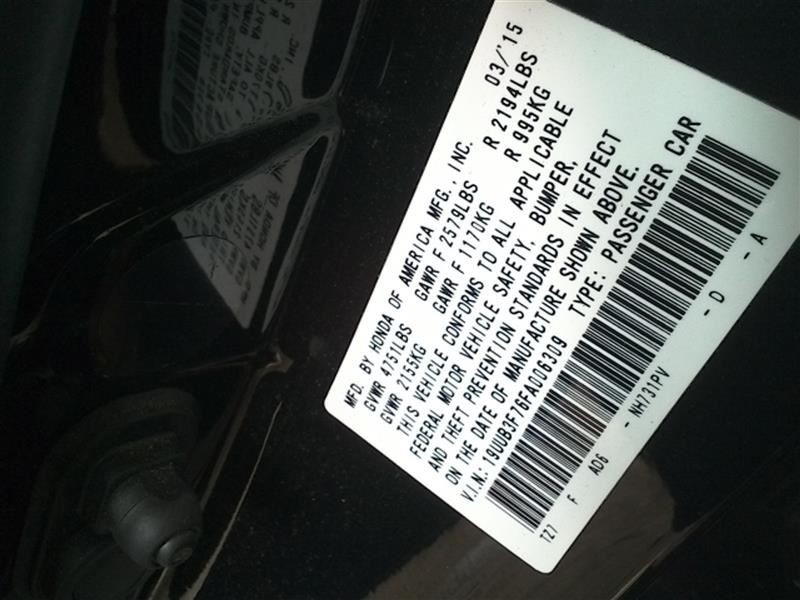 MFD. BY HONDA OF AMERICA MFG., INC. 03/'15
GVWR 4751LBS GAWR F 2579LBS R 2194LBS
GVWR 2155KG GAWR F 1170KG R 995KG
THIS VEHICLE CONFORMS TO ALL APPLICABLE
FEDERAL MOTOR VEHICLE SAFETY, BUMPER,
AND THEFT PREVENTION STANDARDS IN EFFECT
ON THE DATE OF MANUFACTURE SHOWN ABOVE.
V.I.N.: 19UUB3F76FA006309 TYPE: PASSENGER CAR
TZ7 F A06 - NH731PV - D - A